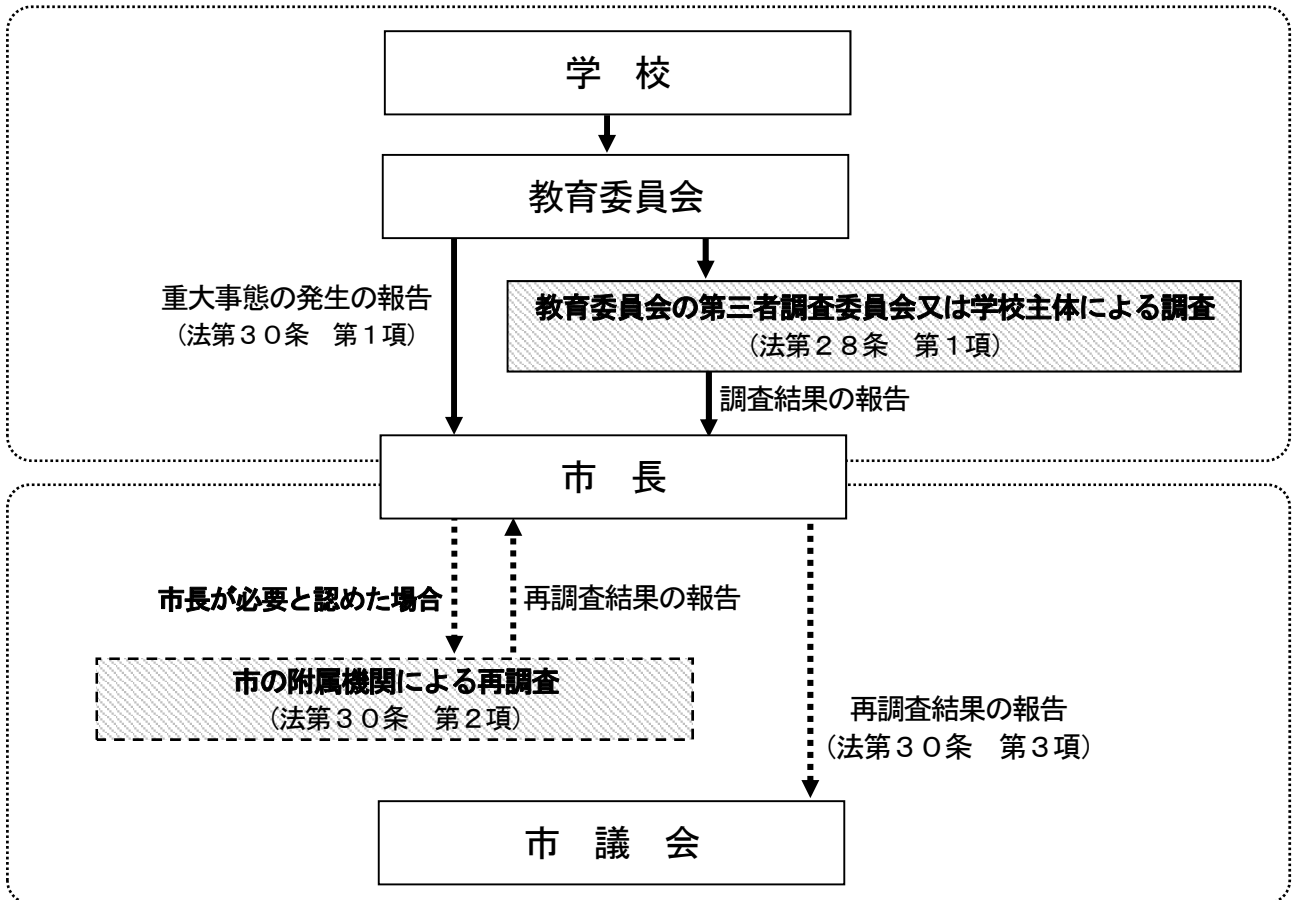 学　校
教育委員会
重大事態の発生の報告
（法第３０条　第１項）
教育委員会の第三者調査委員会又は学校主体による調査
（法第２８条　第１項）
調査結果の報告
市　長
市長が必要と認めた場合
再調査結果の報告
市の附属機関による再調査
（法第３０条　第２項）
再調査結果の報告
（法第３０条　第３項）
市　議　会